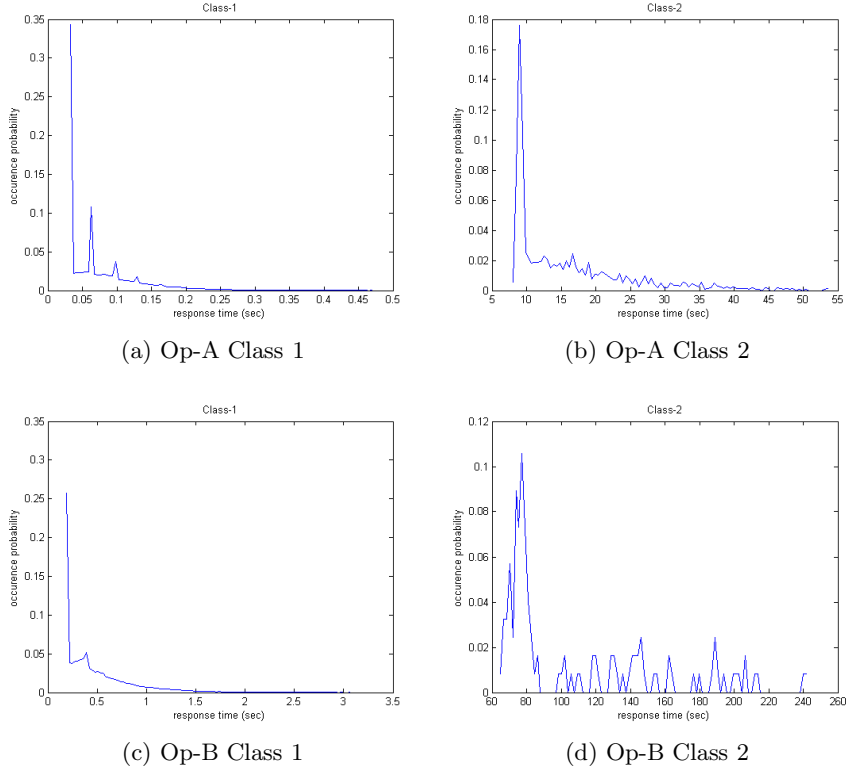 Class-1
0.35
0.3
0.25
0.2
0.15
0.1
0.05
0
occurence probability
0 0.05 0.1 0.15 0.2 0.25 0.3 0.35 0.4 0.45 0.5
response time (sec)
(a) Op-A Class 1
Class-2
0.18
0.16
0.14
0.12
0.1
0.08
0.06
0.04
0.02
0
occurence probability
5 10 15 20 25 30 35 40 45 50 55
response time (sec)
(b) Op-A Class 2
Class-1
0.35
0.3
0.25
0.2
0.15
0.1
0.05
0
occurence probability
0 0.5 1 1.5 2 2.5 3 3.5
response time (sec)
(c) Op-B Class 1
Class-2
0.12
0.1
0.08
0.06
0.04
0.02
0
occurence probability
60 80 100 120 140 160 180 200 220 240 260
response time (sec)
(d) Op-B Class 2